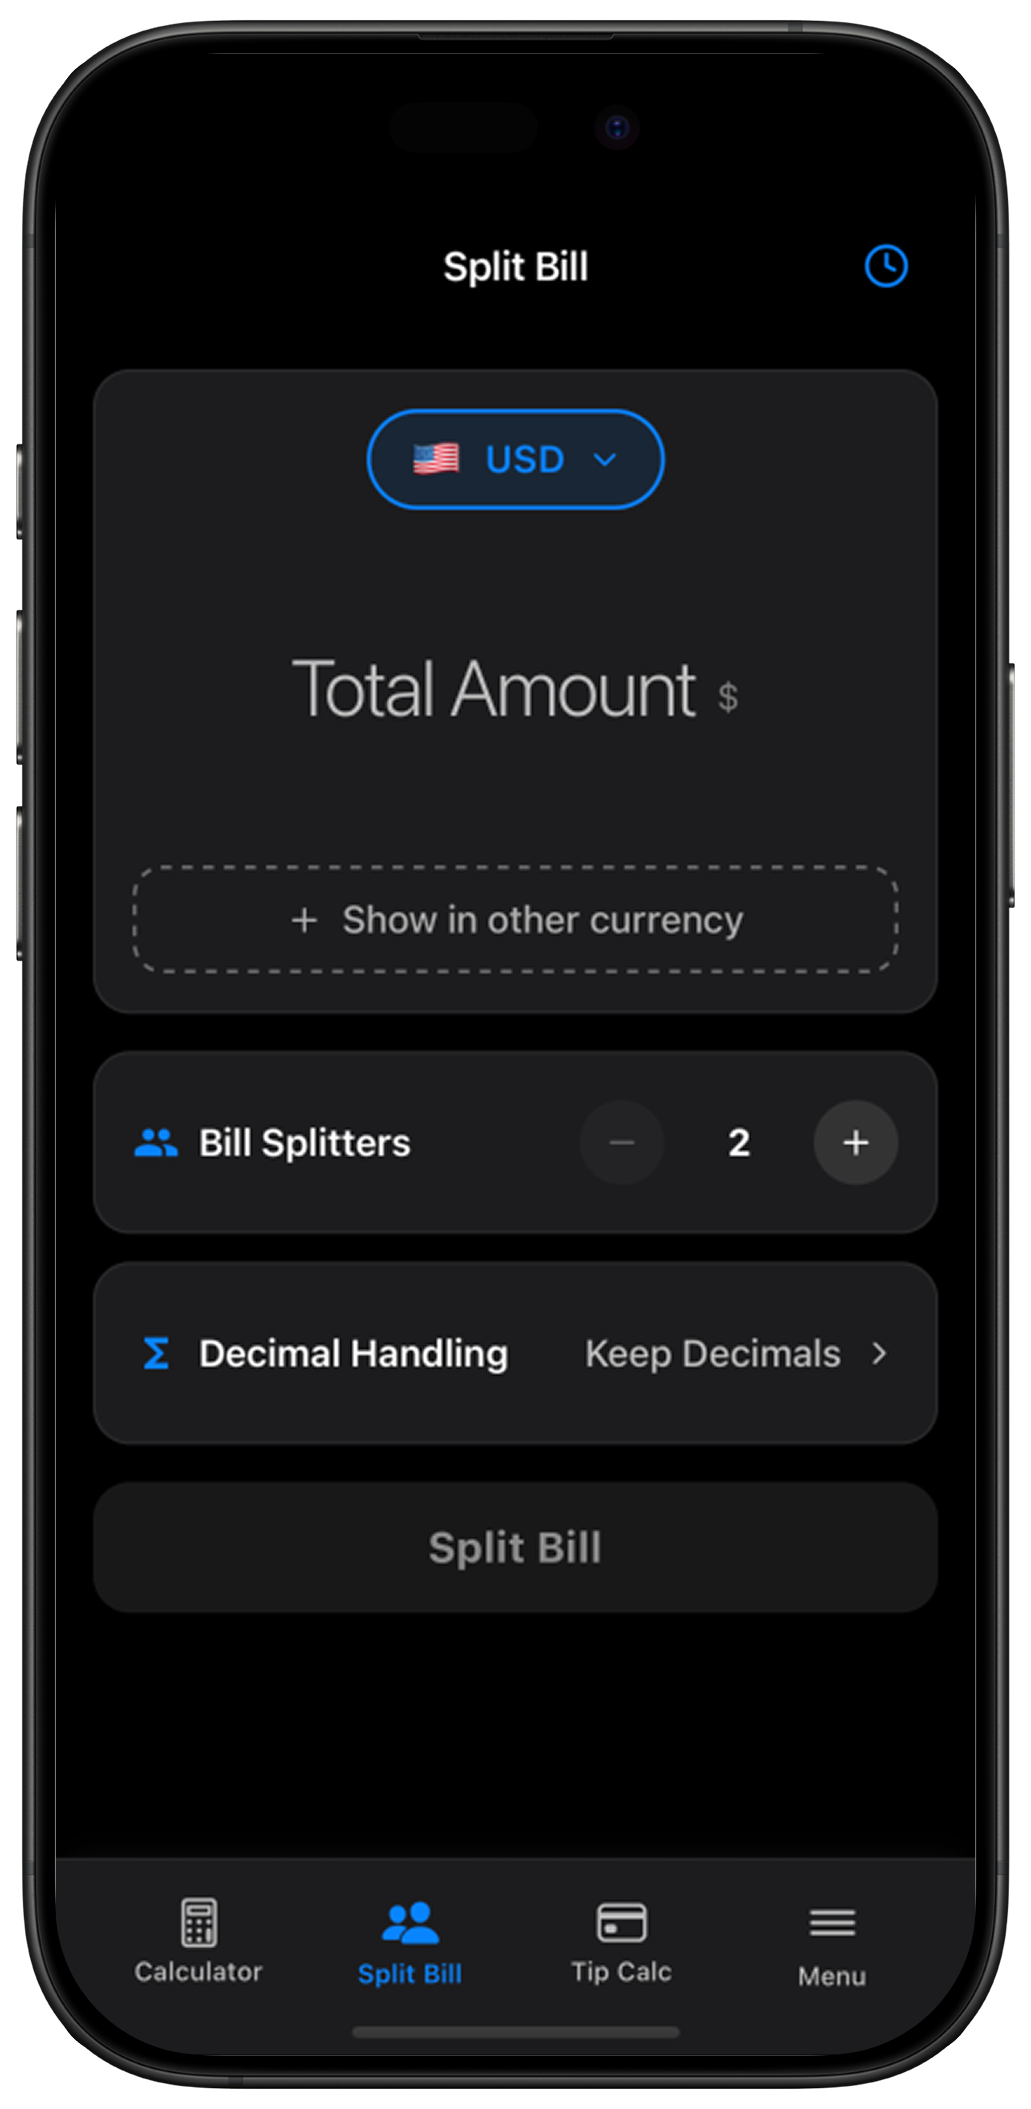 Split Bill
USD
Total Amount $
+ Show in other currency
Bill Splitters − 2 +
Σ Decimal Handling Keep Decimals >
Split Bill
Calculator Split Bill Tip Calc Menu